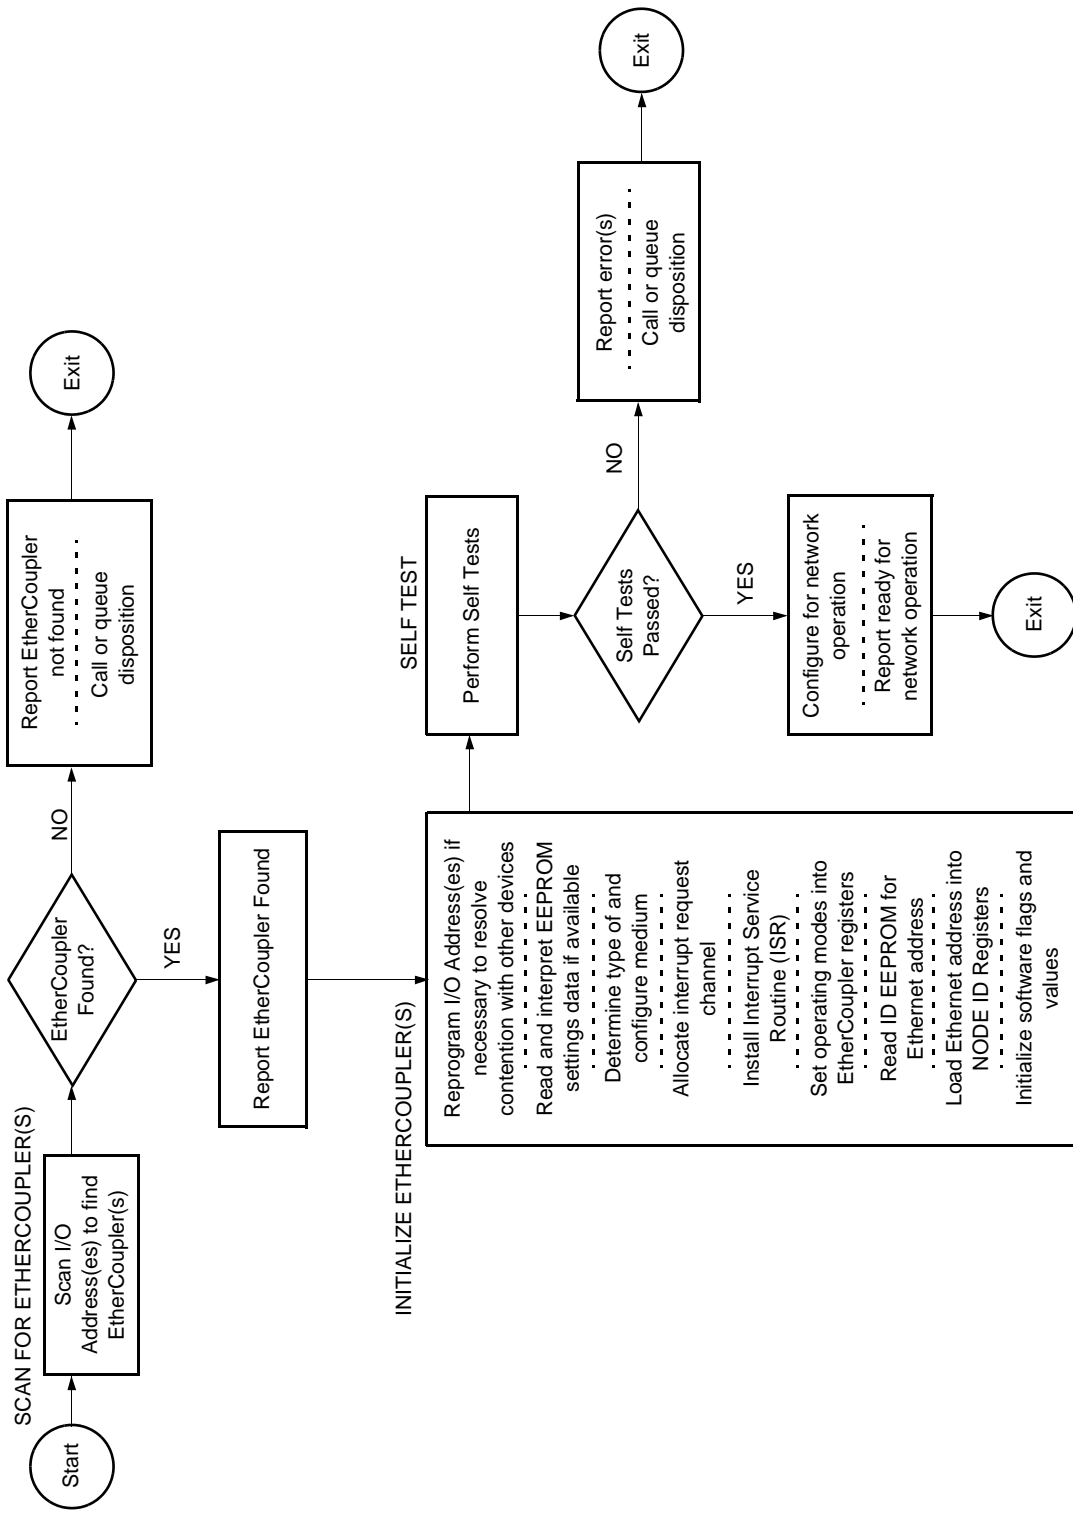 SCAN FOR ETHERCOUPLER(S)
Start
Scan I/O
Address(es) to find
EtherCoupler(s)
EtherCoupler
Found?
NO
Report EtherCoupler
not found
Call or queue
disposition
Exit
YES
Report EtherCoupler Found
INITIALIZE ETHERCOUPLER(S)
Reprogram I/O Address(es) if
necessary to resolve
contention with other devices
Read and interpret EEPROM
settings data if available
Determine type of and
configure medium
Allocate interrupt request
channel
Install Interrupt Service
Routine (ISR)
Set operating modes into
EtherCoupler registers
Read ID EEPROM for
Ethernet address
Load Ethernet address into
NODE ID Registers
Initialize software flags and
values
SELF TEST
Perform Self Tests
Self Tests
Passed?
NO
Report error(s)
Call or queue
disposition
Exit
YES
Configure for network
operation
Report ready for
network operation
Exit